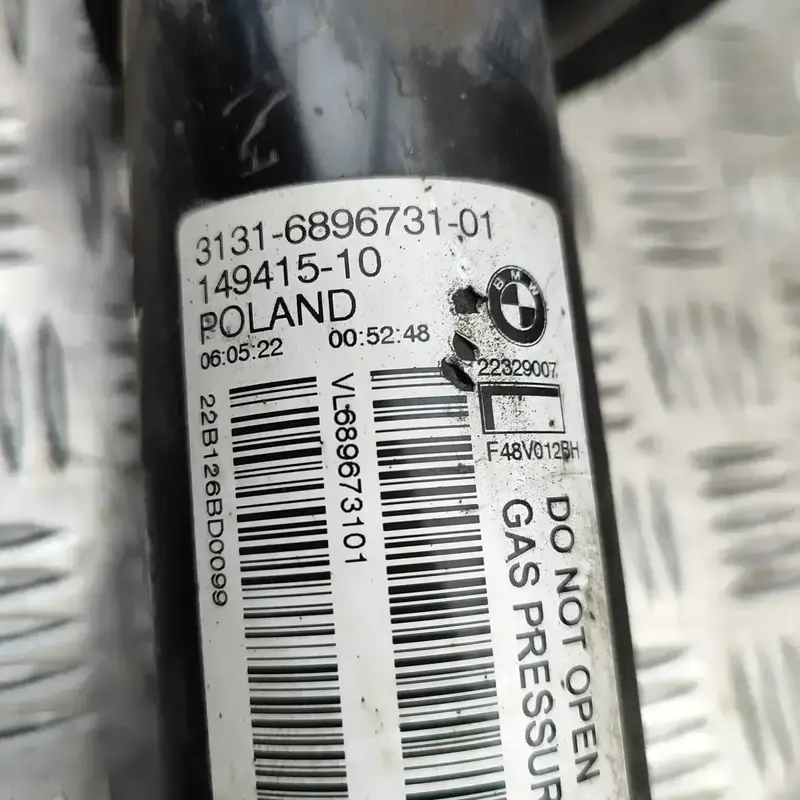 3131-6896731-01
149415-10
POLAND
06:05:22 00:52:48
BMW
22329007
F48V012BH
22B126BD0099
VL689673101
DO NOT OPEN
GAS PRESSUR